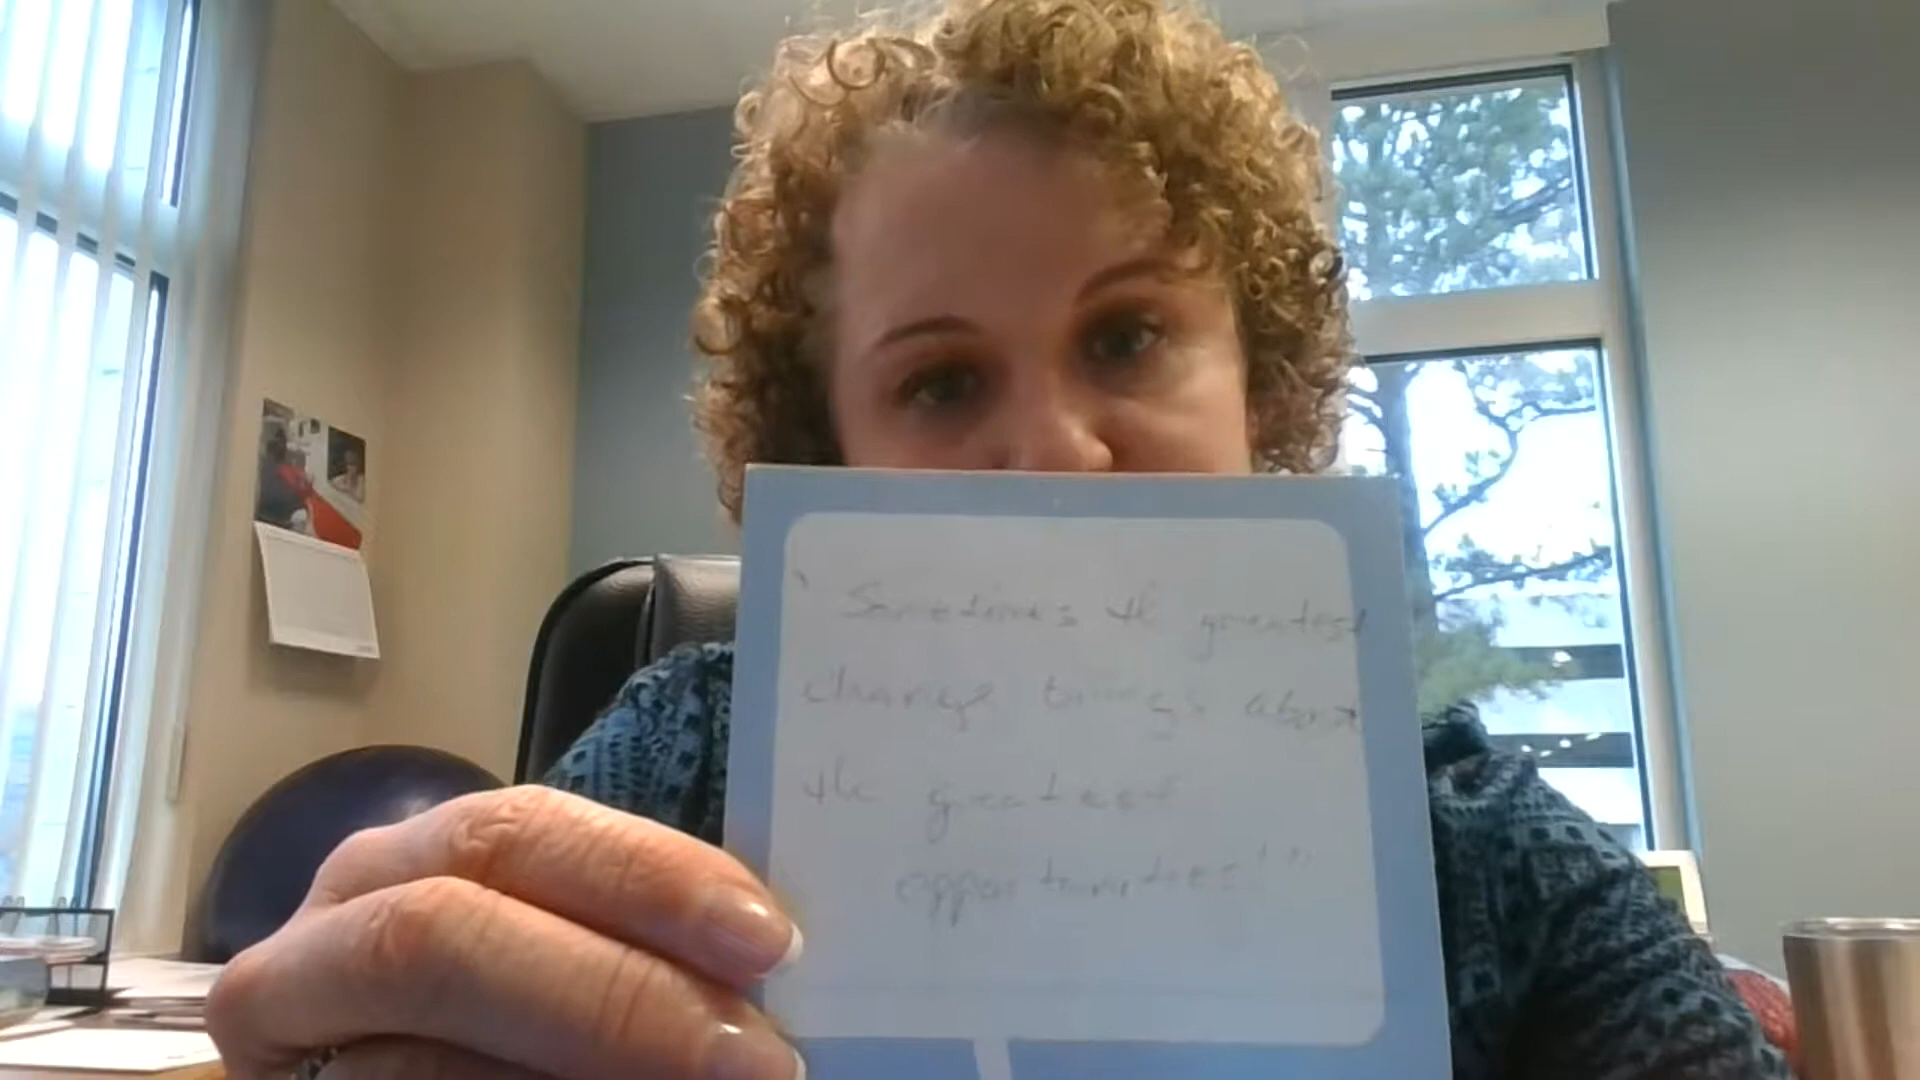 "Sometimes the greatest
change brings about
the greatest
opportunities!"